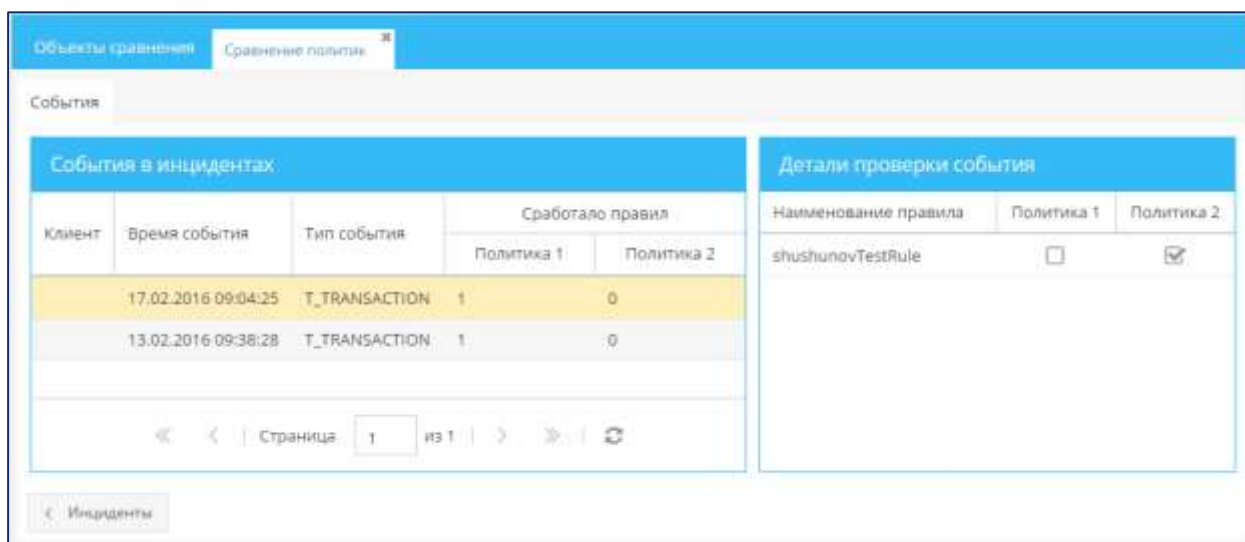 Объекты сравнения Сравнение политик
События
События в инцидентах
Клиент Время события Тип события Сработало правил
Политика 1 Политика 2
17.02.2016 09:04:25 T_TRANSACTION 1 0
13.02.2016 09:38:28 T_TRANSACTION 1 0
Страница 1 из 1
Детали проверки события
Наименование правила Политика 1 Политика 2
shushunovTestRule
Инциденты